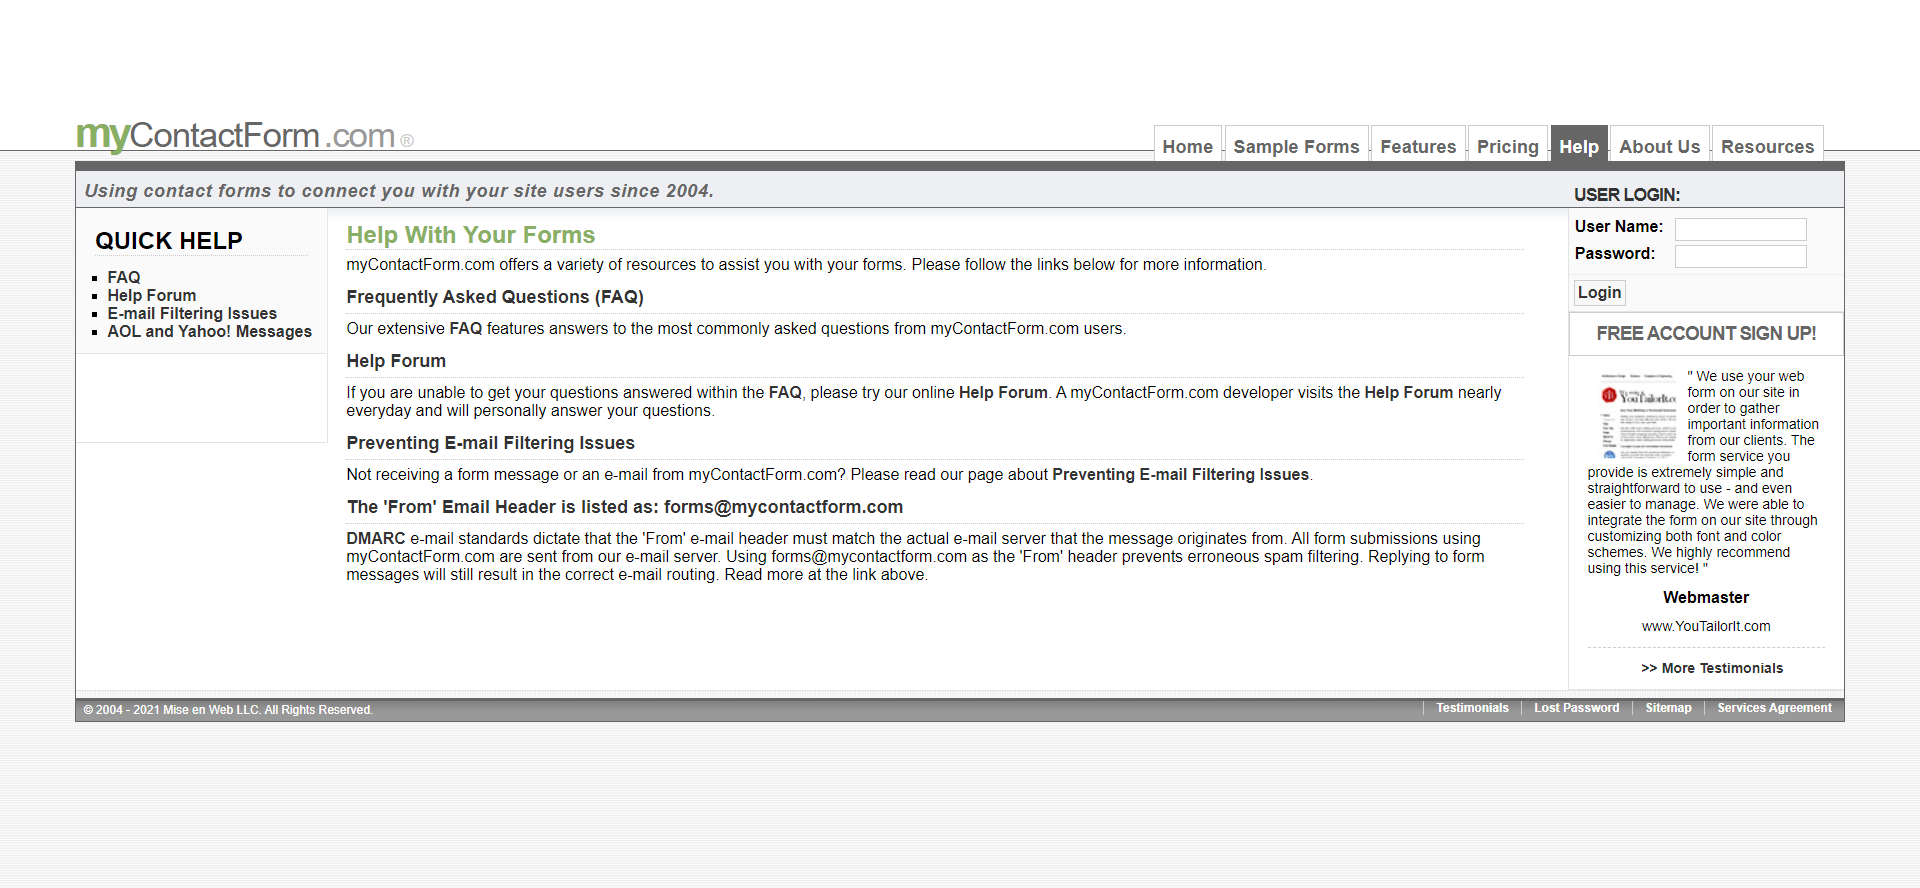 myContactForm.com®
Home
Sample Forms
Features
Pricing
Help
About Us
Resources
Using contact forms to connect you with your site users since 2004.
USER LOGIN:
QUICK HELP
FAQ
Help Forum
E-mail Filtering Issues
AOL and Yahoo! Messages
Help With Your Forms
myContactForm.com offers a variety of resources to assist you with your forms. Please follow the links below for more information.
Frequently Asked Questions (FAQ)
Our extensive FAQ features answers to the most commonly asked questions from myContactForm.com users.
Help Forum
If you are unable to get your questions answered within the FAQ, please try our online Help Forum. A myContactForm.com developer visits the Help Forum nearly
everyday and will personally answer your questions.
Preventing E-mail Filtering Issues
Not receiving a form message or an e-mail from myContactForm.com? Please read our page about Preventing E-mail Filtering Issues.
The 'From' Email Header is listed as: forms@mycontactform.com
DMARC e-mail standards dictate that the 'From' e-mail header must match the actual e-mail server that the message originates from. All form submissions using
myContactForm.com are sent from our e-mail server. Using forms@mycontactform.com as the 'From' header prevents erroneous spam filtering. Replying to form
messages will still result in the correct e-mail routing. Read more at the link above.
User Name:
Password:
Login
FREE ACCOUNT SIGN UP!
YouTailorIt.co
" We use your web
form on our site in
order to gather
important information
from our clients. The
form service you
provide is extremely simple and
straightforward to use - and even
easier to manage. We were able to
integrate the form on our site through
customizing both font and color
schemes. We highly recommend
using this service! "
Webmaster
www.YouTailorIt.com
>> More Testimonials
© 2004 - 2021 Mise en Web LLC. All Rights Reserved.
Testimonials
Lost Password
Sitemap
Services Agreement